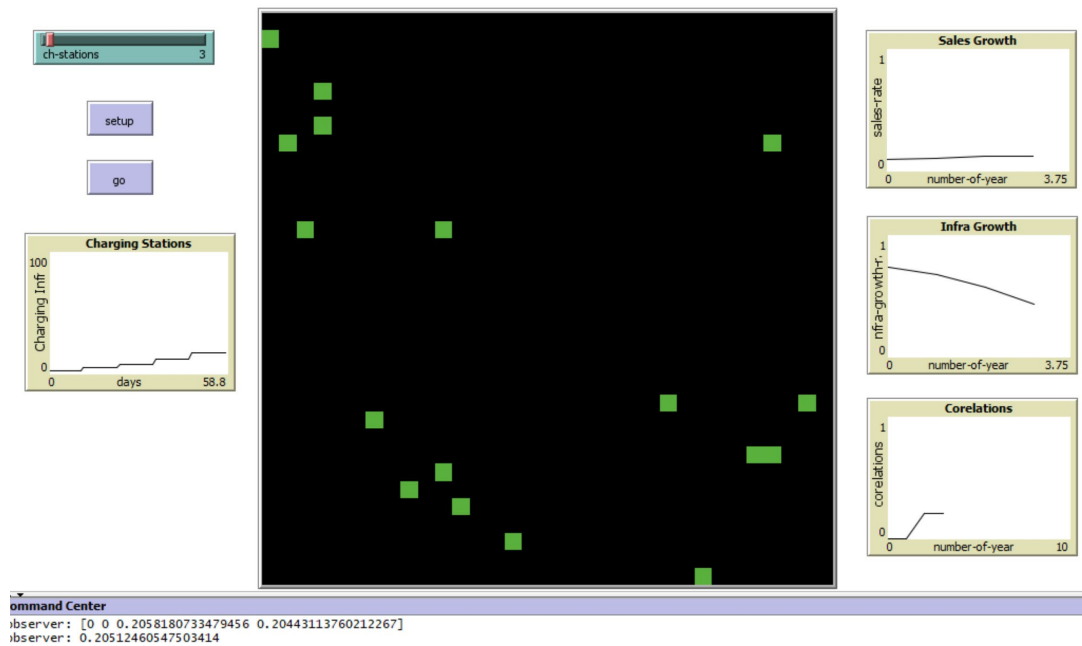 ch-stations 3
setup
go
Charging Stations
100
Charging Infr
0
0 days 58.8
Sales Growth
1
sales-rate
0
0 number-of-year 3.75
Infra Growth
1
nfra-growth-r.
0
0 number-of-year 3.75
Corelations
1
corelations
0
0 number-of-year 10
ommand Center
observer: [0 0 0.2058180733479456 0.20443113760212267]
observer: 0.20512460547503414